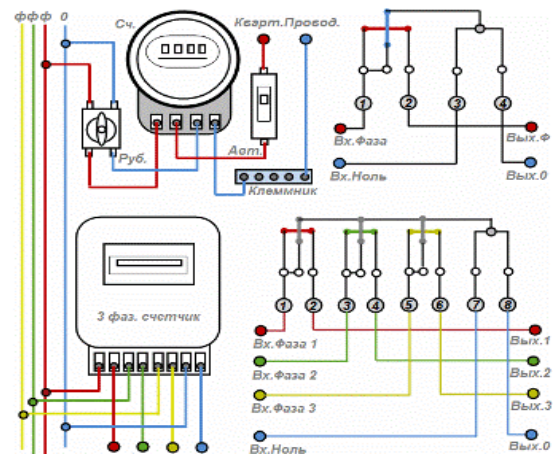 ффф 0
Сч.
Кварт.Провод.
Руб.
Авт.
Клеммник
1 2 3 4
Вх.Фаза
Вых.Ф
Вх.Ноль
Вых.0
3 фаз. счетчик
1 2 3 4 5 6 7 8
Вх.Фаза 1
Вых.1
Вх.Фаза 2
Вых.2
Вх.Фаза 3
Вых.3
Вх.Ноль
Вых.0